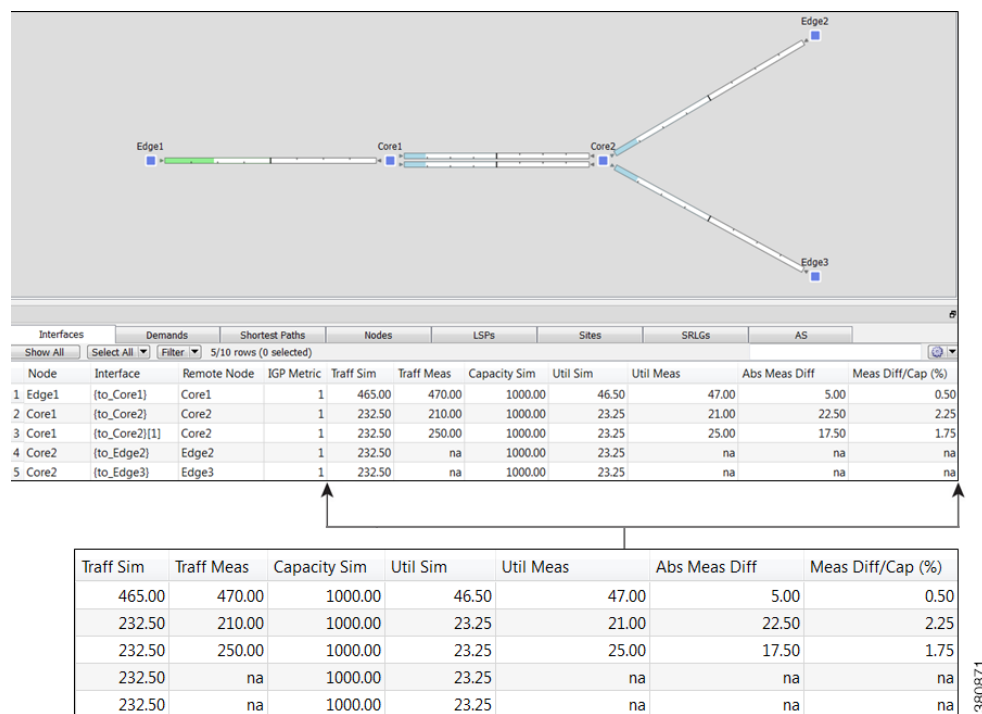 Edge2
Edge1
Core1
Core2
Edge3
Interfaces Demands Shortest Paths Nodes LSPs Sites SRLGs AS
Show All Select All Filter 5/10 rows (0 selected)
Node Interface Remote Node IGP Metric Traff Sim Traff Meas Capacity Sim Util Sim Util Meas Abs Meas Diff Meas Diff/Cap (%)
1 Edge1 {to_Core1} Core1 1 465.00 470.00 1000.00 46.50 47.00 5.00 0.50
2 Core1 {to_Core2} Core2 1 232.50 210.00 1000.00 23.25 21.00 22.50 2.25
3 Core1 {to_Core2}[1] Core2 1 232.50 250.00 1000.00 23.25 25.00 17.50 1.75
4 Core2 {to_Edge2} Edge2 1 232.50 na 1000.00 23.25 na na na
5 Core2 {to_Edge3} Edge3 1 232.50 na 1000.00 23.25 na na na
Traff Sim Traff Meas Capacity Sim Util Sim Util Meas Abs Meas Diff Meas Diff/Cap (%)
465.00 470.00 1000.00 46.50 47.00 5.00 0.50
232.50 210.00 1000.00 23.25 21.00 22.50 2.25
232.50 250.00 1000.00 23.25 25.00 17.50 1.75
232.50 na 1000.00 23.25 na na na
232.50 na 1000.00 23.25 na na na
380871